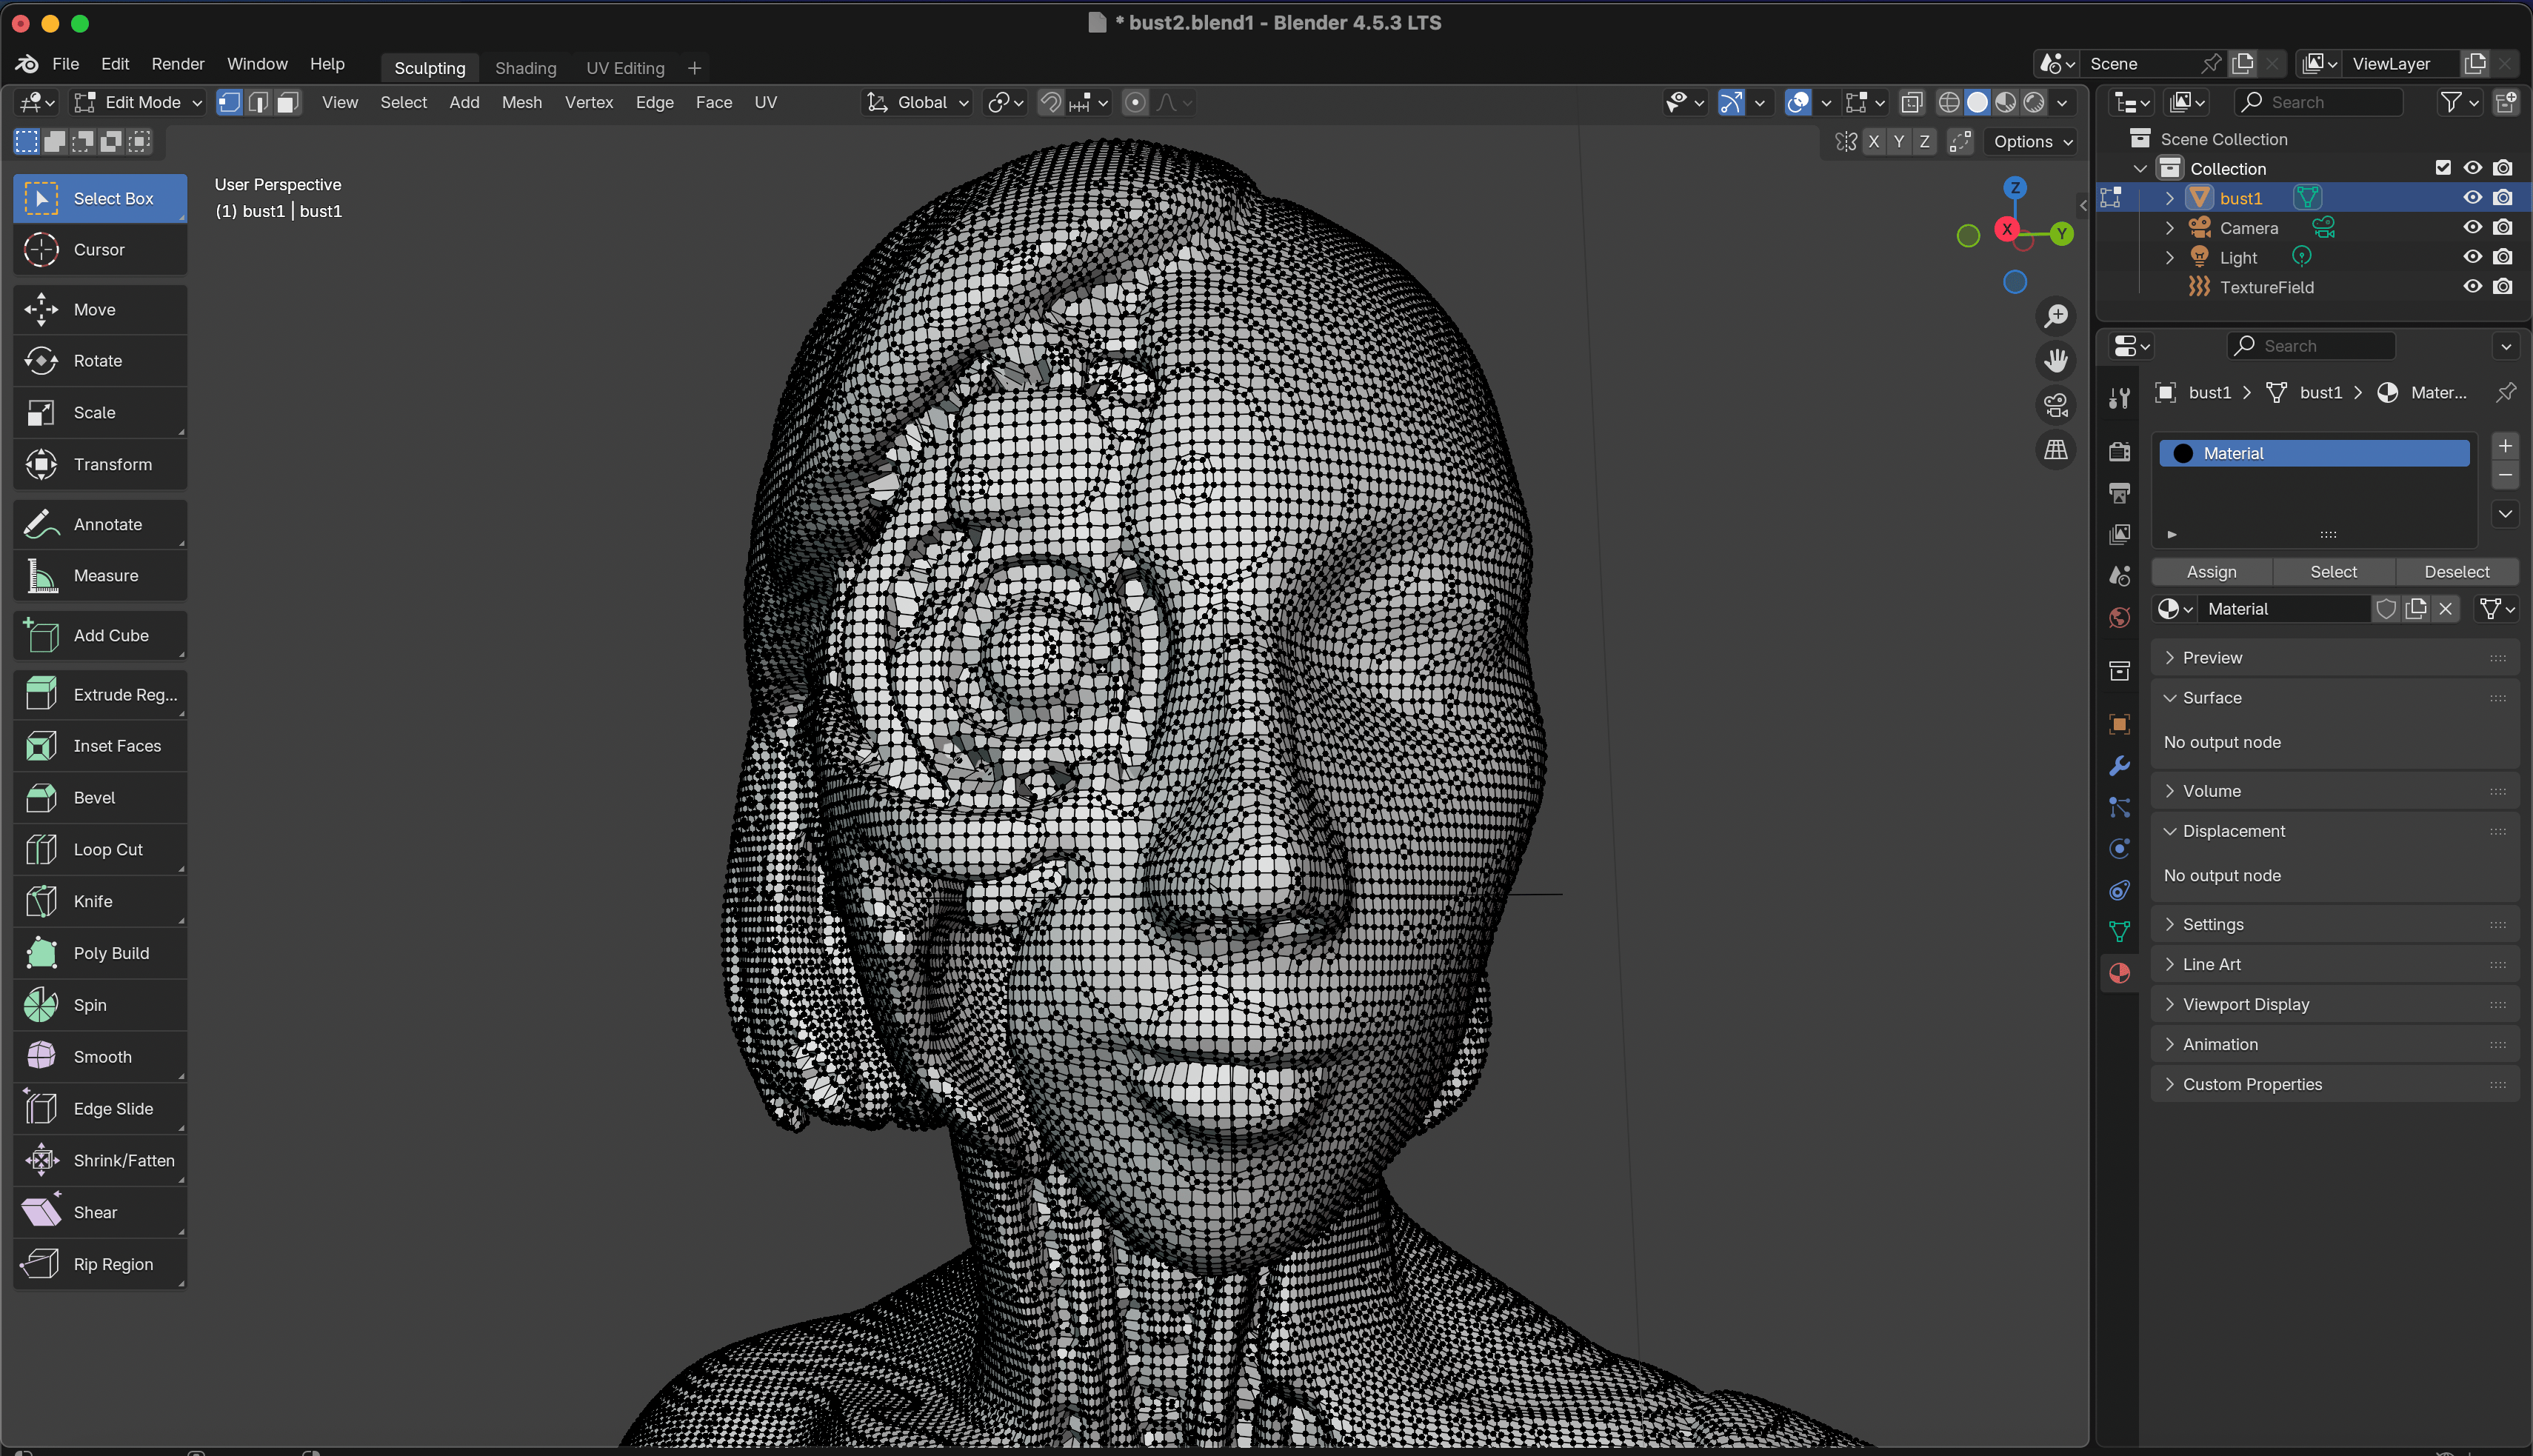 * bust2.blend1 - Blender 4.5.3 LTS
File Edit Render Window Help Sculpting Shading UV Editing + Scene ViewLayer
Edit Mode View Select Add Mesh Vertex Edge Face UV Global Search
X Y Z Options
User Perspective
(1) bust1 | bust1
Select Box
Cursor
Move
Rotate
Scale
Transform
Annotate
Measure
Add Cube
Extrude Reg...
Inset Faces
Bevel
Loop Cut
Knife
Poly Build
Spin
Smooth
Edge Slide
Shrink/Fatten
Shear
Rip Region
Z
X
Y
Scene Collection
Collection
bust1
Camera
Light
TextureField
Search
bust1 > bust1 > Mater...
Material
Assign Select Deselect
Material
Preview
Surface
No output node
Volume
Displacement
No output node
Settings
Line Art
Viewport Display
Animation
Custom Properties